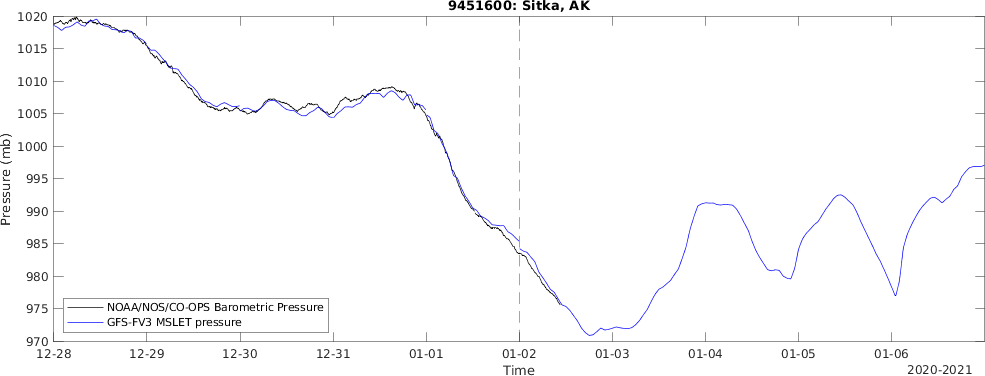 9451600: Sitka, AK
1020
1015
1010
1005
1000
995
990
985
980
975
970
Pressure (mb)
NOAA/NOS/CO-OPS Barometric Pressure
GFS-FV3 MSLET pressure
12-28 12-29 12-30 12-31 01-01 01-02 01-03 01-04 01-05 01-06
Time
2020-2021